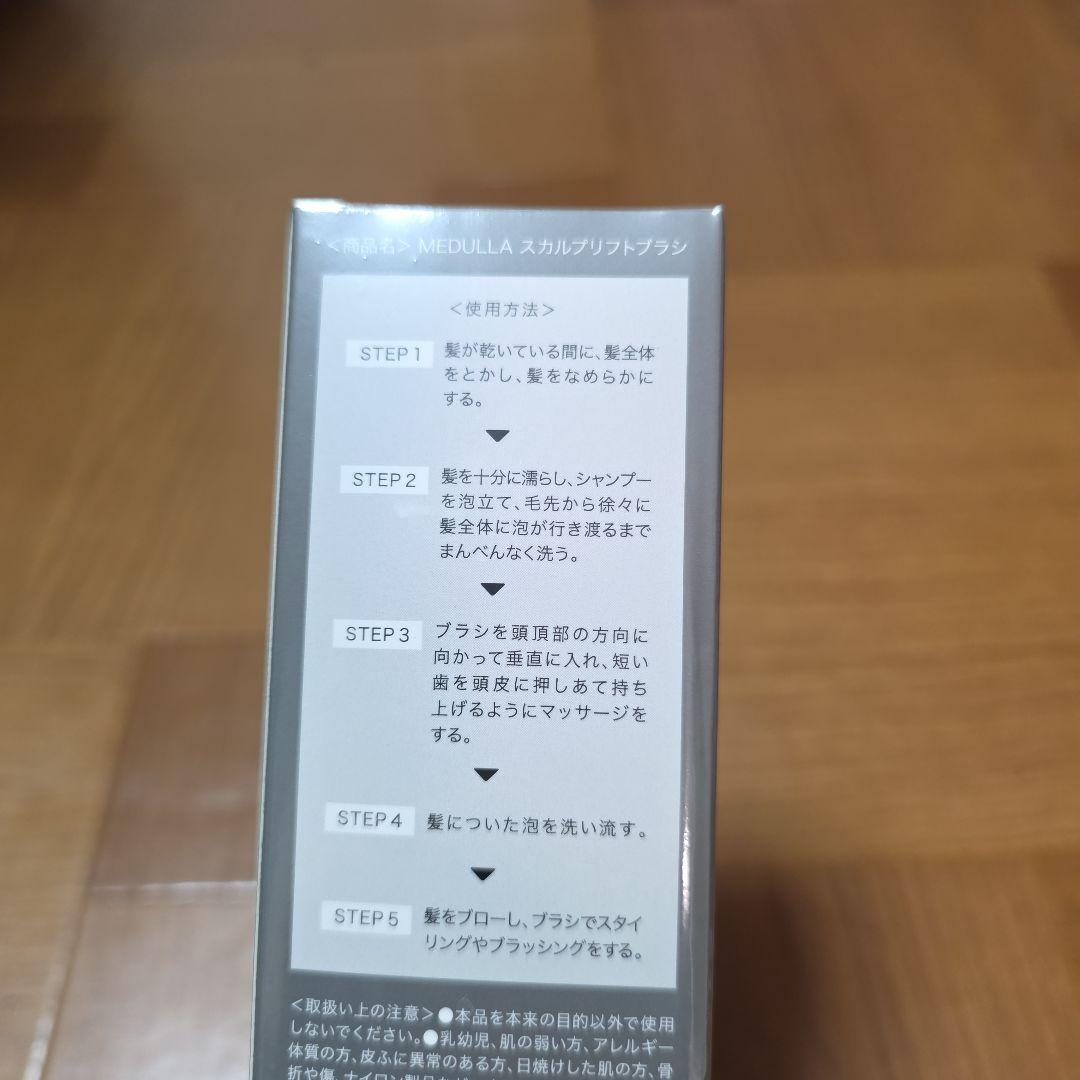 <商品名> MEDULLA スカルプリフトブラシ
<使用方法>
STEP 1 髪が乾いている間に、髪全体
をとかし、髪をなめらかに
する。
STEP 2 髪を十分に濡らし、シャンプー
を泡立て、毛先から徐々に
髪全体に泡が行き渡るまで
まんべんなく洗う。
STEP 3 ブラシを頭頂部の方向に
向かって垂直に入れ、短い
歯を頭皮に押しあて持ち
上げるようにマッサージを
する。
STEP 4 髪についた泡を洗い流す。
STEP 5 髪をブローし、ブラシでスタイ
リングやブラッシングをする。
<取扱い上の注意>●本品を本来の目的以外で使用
しないでください。●乳幼児、肌の弱い方、アレルギー
体質の方、皮ふに異常のある方、日焼けした肌の方、骨
折や傷、ナイロン製品など